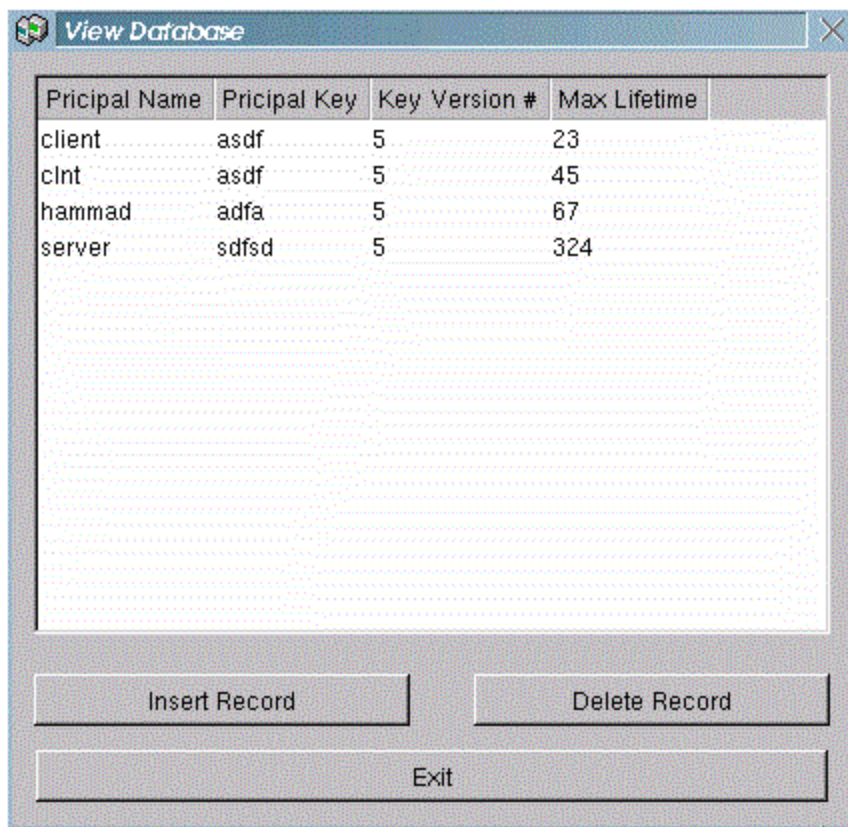 View Database
Pricipal Name Pricipal Key Key Version # Max Lifetime
client asdf 5 23
clnt asdf 5 45
hammad adfa 5 67
server sdfsd 5 324
Insert Record Delete Record
Exit